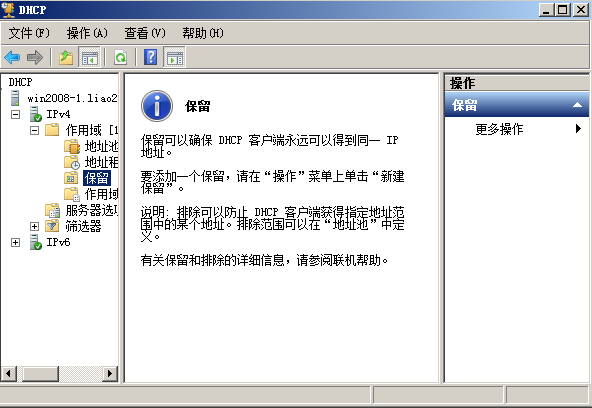 DHCP
文件(F) 操作(A) 查看(V) 帮助(H)
DHCP
win2008-1.liao2
IPv4
作用域 [1
地址池
地址租
保留
作用域
服务器选项
筛选器
IPv6
保留
保留可以确保 DHCP 客户端永远可以得到同一 IP
地址。
要添加一个保留，请在“操作”菜单上单击“新建
保留”。
说明: 排除可以防止 DHCP 客户端获得指定地址范
围中的某个地址。排除范围可以在“地址池”中定
义。
有关保留和排除的详细信息，请参阅联机帮助。
操作
保留
更多操作